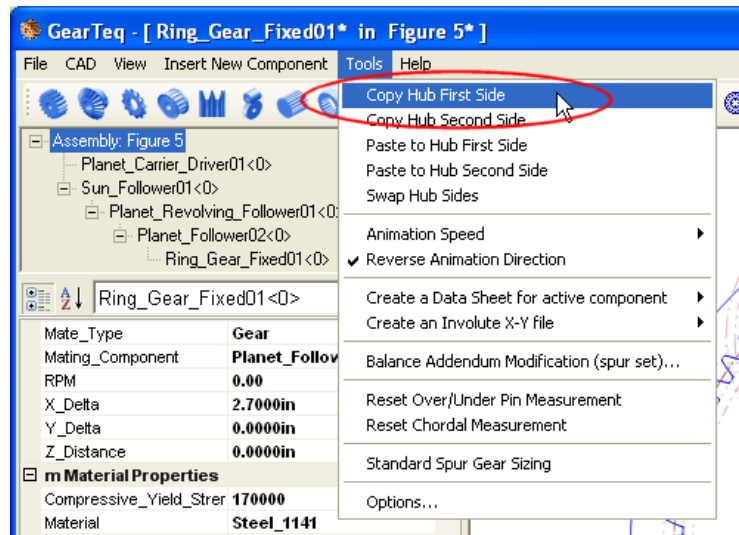 GearTeq - [ Ring_Gear_Fixed01* in Figure 5* ]
File CAD View Insert New Component Tools Help
Copy Hub First Side
Copy Hub Second Side
Paste to Hub First Side
Paste to Hub Second Side
Swap Hub Sides
Animation Speed
Reverse Animation Direction
Create a Data Sheet for active component
Create an Involute X-Y file
Balance Addendum Modification (spur set)...
Reset Over/Under Pin Measurement
Reset Chordal Measurement
Standard Spur Gear Sizing
Options...
Assembly: Figure 5
Planet_Carrier_Driver01<0>
Sun_Follower01<0>
Planet_Revolving_Follower01<0
Planet_Follower02<0>
Ring_Gear_Fixed01<0>
Ring_Gear_Fixed01<0>
Mate_Type Gear
Mating_Component Planet_Follow
RPM 0.00
X_Delta 2.7000in
Y_Delta 0.0000in
Z_Distance 0.0000in
m Material Properties
Compressive_Yield_Strer 170000
Material Steel_1141